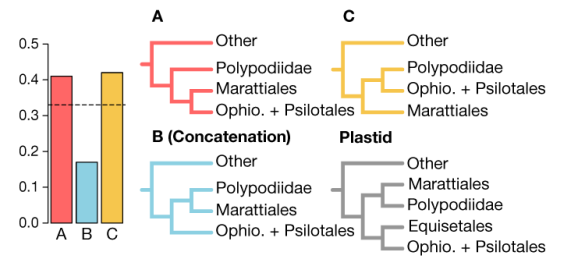 0.5
0.4
0.3
0.2
0.1
0.0
A B C
A
Other
Polypodiidae
Marattiales
Ophio. + Psilotales
C
Other
Polypodiidae
Ophio. + Psilotales
Marattiales
B (Concatenation)
Other
Polypodiidae
Marattiales
Ophio. + Psilotales
Plastid
Other
Marattiales
Polypodiidae
Equisetales
Ophio. + Psilotales